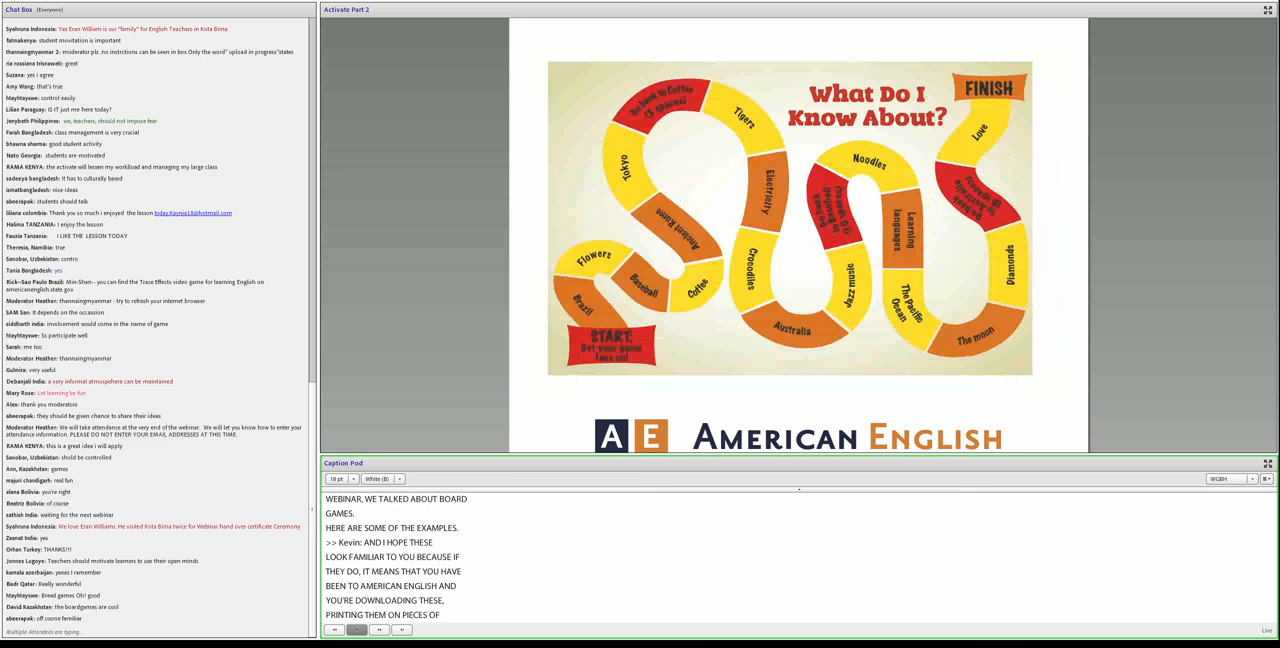 Chat Box (Everyone)
Syahruna Indonesia: Yes Eran William is our "family" for English Teachers in Kota Bima
fatmakenya: student movitation is important
thannaingmyanmar 2: moderator plz .no instrctions can be seen in box.Only the word" upload in progress"states
ria rossiana trisnawati: great
Suzana: yes i agree
Amy Wang: that's true
Mayhtayswe: control easily
Lilian Paraguay: IS IT just me here today?
Jenybeth Philippines: we, teachers, should not impose fear
Farah Bangladesh: class management is very crucial
bhawna sharma: good student activity
Nato Georgia: students are motivated
RAMA KENYA: the activate will lessen my worklload and managing my large class
sadeeya bangladesh: it has to culturally based
ismatbangladesh: nice ideas
abeerapak: students should talk
liliana colombia: Thank you so much i enjoyed the lesson today.Kaynia18@hotmail.com
Halima TANZANIA: I enjoy the lesson
Fauzia Tanzania: I LIKE THE LESSON TODAY
Theresia, Namibia: true
Sanobar, Uzbekistan: contro
Tania Bangladesh: yes
Rick--Sao Paulo Brazil: Min-Shan-- you can find the Trace Effects video game for learning English on
americanenglish.state.gov
Moderator Heather: thannaingmyanmar - try to refresh your internet browser
SAM San: It depends on the occassion
siddharth india: involvement would come in the name of game
MayHtayswe: Ss participate well
Sarah: me too
Moderator Heather: thannaingmyanmar
Gulmira: very useful
Debanjali India: a very informal atmospehere can be maintained
Mary Rose: Let learning be fun
Alex: thank you moderators
abeerapak: they should be given chance to share their ideas
Moderator Heather: We will take attendance at the very end of the webinar. We will let you know how to enter your
attendance information. PLEASE DO NOT ENTER YOUR EMAIL ADDRESSES AT THIS TIME.
RAMA KENYA: this is a great idea i will apply
Sanobar, Uzbekistan: shold be controlled
Ann, Kazakhstan: games
majuri chandigarh: real fun
elena Bolivia: you're right
Beatriz Bolivia: of course
sathish India: waiting for the next webinar
Syahruna Indonesia: We love Eran Williams. He visited Kota Bima twice for Webinar hand over certificate Ceremony
Zeenat India: yes
Orhan Turkey: THANKS!!!
Jonnes Lugoye: Teachers should motivate learners to use their open minds
kamala azerbaijan: yeees I remember
Badr Qatar: Really wonderful
MayHtayswe: Bread games Oh! good
David Kazakhstan: the boardgames are cool
abeerapak: off course familiar
Multiple Attendees are typing...
Activate Part 2
What Do I
Know About?
START:
Get your game
face on!
Brazil
Flowers
Baseball
Coffee
Ancient Rome
Tokyo
Go back to Coffee
(3 spaces)
Tigers
Electricity
Crocodiles
Australia
Jazz music
Noodles
Learning
languages
The Pacific
Ocean
The moon
Diamonds
Go back
to Australia
Love
FINISH
AE AMERICAN ENGLISH
Caption Pod
18 pt
White (B)
WGBH
WEBINAR, WE TALKED ABOUT BOARD
GAMES.
HERE ARE SOME OF THE EXAMPLES.
>> Kevin: AND I HOPE THESE
LOOK FAMILIAR TO YOU BECAUSE IF
THEY DO, IT MEANS THAT YOU HAVE
BEEN TO AMERICAN ENGLISH AND
YOU'RE DOWNLOADING THESE,
PRINTING THEM ON PIECES OF
Live